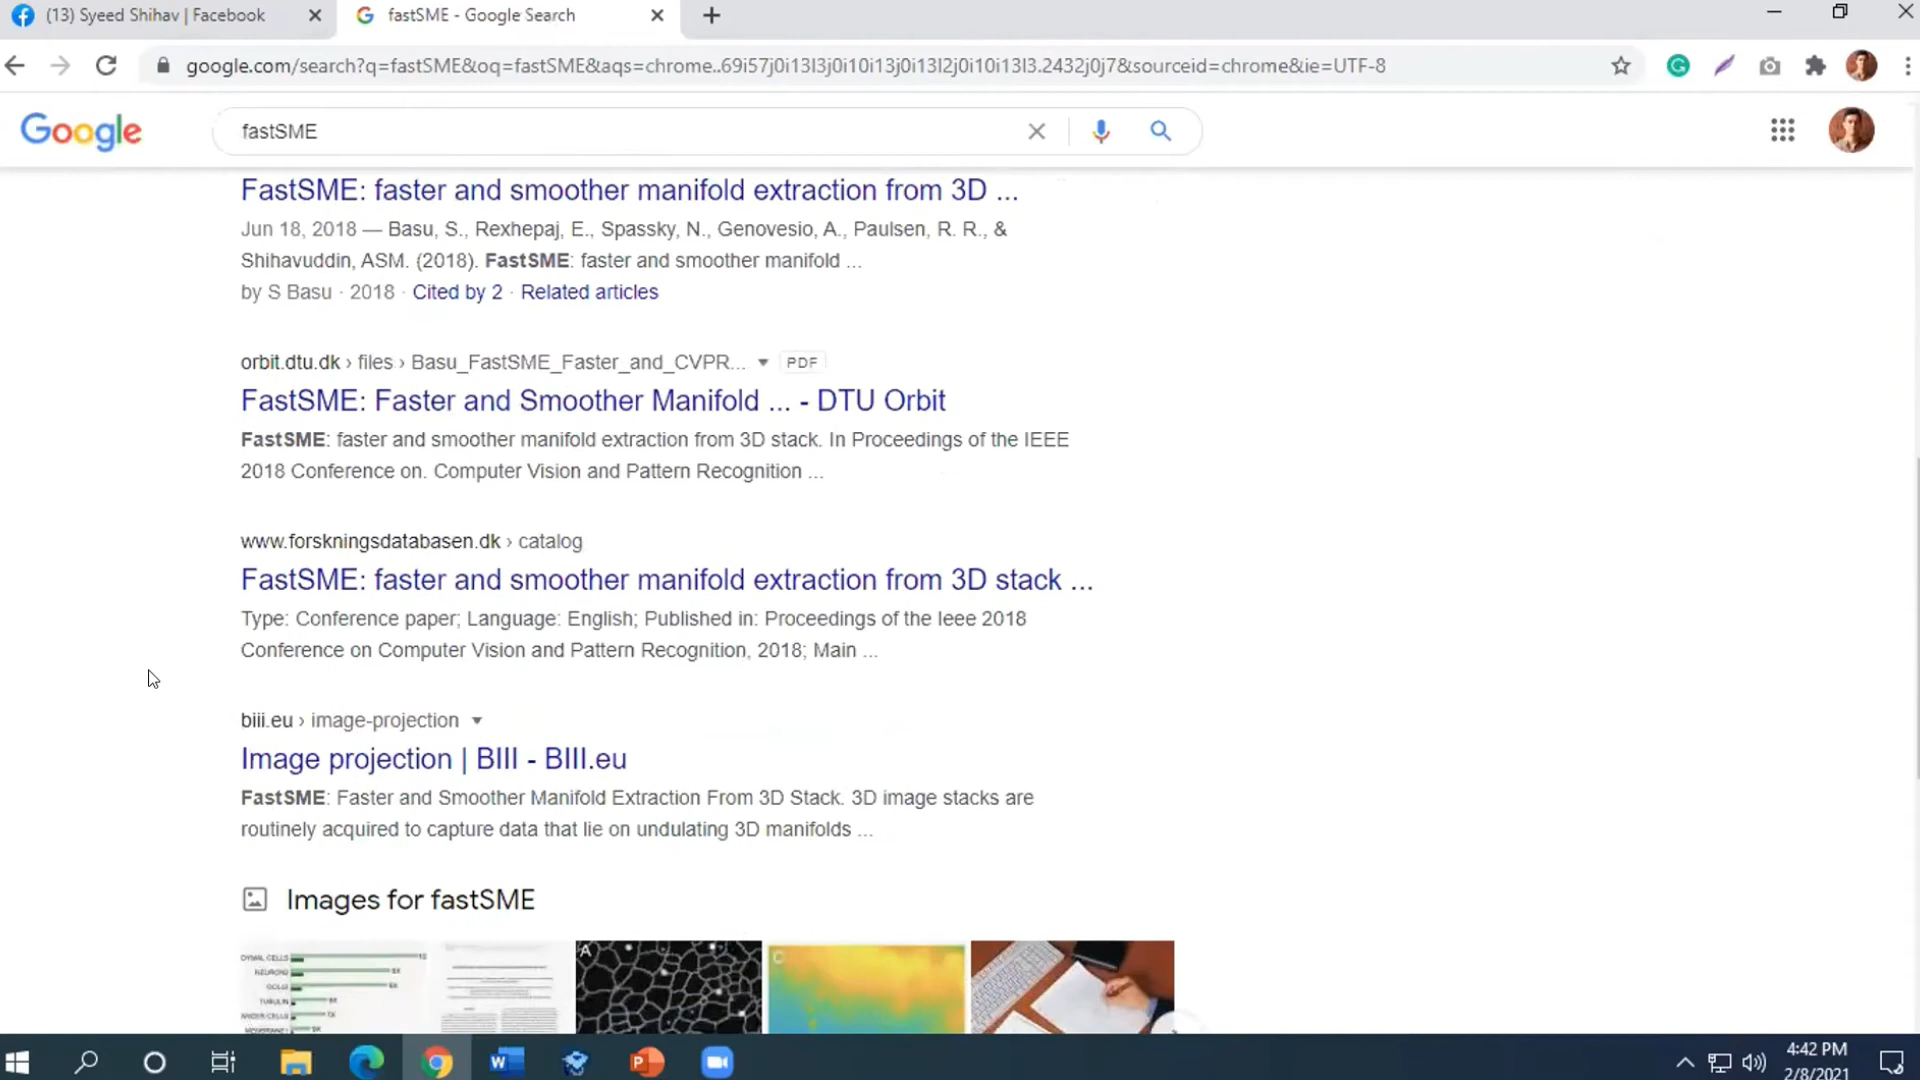 (13) Syeed Shihav | Facebook
fastSME - Google Search
google.com/search?q=fastSME&oq=fastSME&aqs=chrome..69i57j0i13l3j0i10i13j0i13l2j0i10i13l3.2432j0j7&sourceid=chrome&ie=UTF-8
Google
fastSME
FastSME: faster and smoother manifold extraction from 3D ...
Jun 18, 2018 — Basu, S., Rexhepaj, E., Spassky, N., Genovesio, A., Paulsen, R. R., &
Shihavuddin, ASM. (2018). FastSME: faster and smoother manifold ...
by S Basu · 2018 · Cited by 2 · Related articles
orbit.dtu.dk › files › Basu_FastSME_Faster_and_CVPR... PDF
FastSME: Faster and Smoother Manifold ... - DTU Orbit
FastSME: faster and smoother manifold extraction from 3D stack. In Proceedings of the IEEE
2018 Conference on. Computer Vision and Pattern Recognition ...
www.forskningsdatabasen.dk › catalog
FastSME: faster and smoother manifold extraction from 3D stack ...
Type: Conference paper; Language: English; Published in: Proceedings of the Ieee 2018
Conference on Computer Vision and Pattern Recognition, 2018; Main ...
biii.eu › image-projection
Image projection | BIII - BIII.eu
FastSME: Faster and Smoother Manifold Extraction From 3D Stack. 3D image stacks are
routinely acquired to capture data that lie on undulating 3D manifolds ...
Images for fastSME
A
C
4:42 PM
2/8/2021